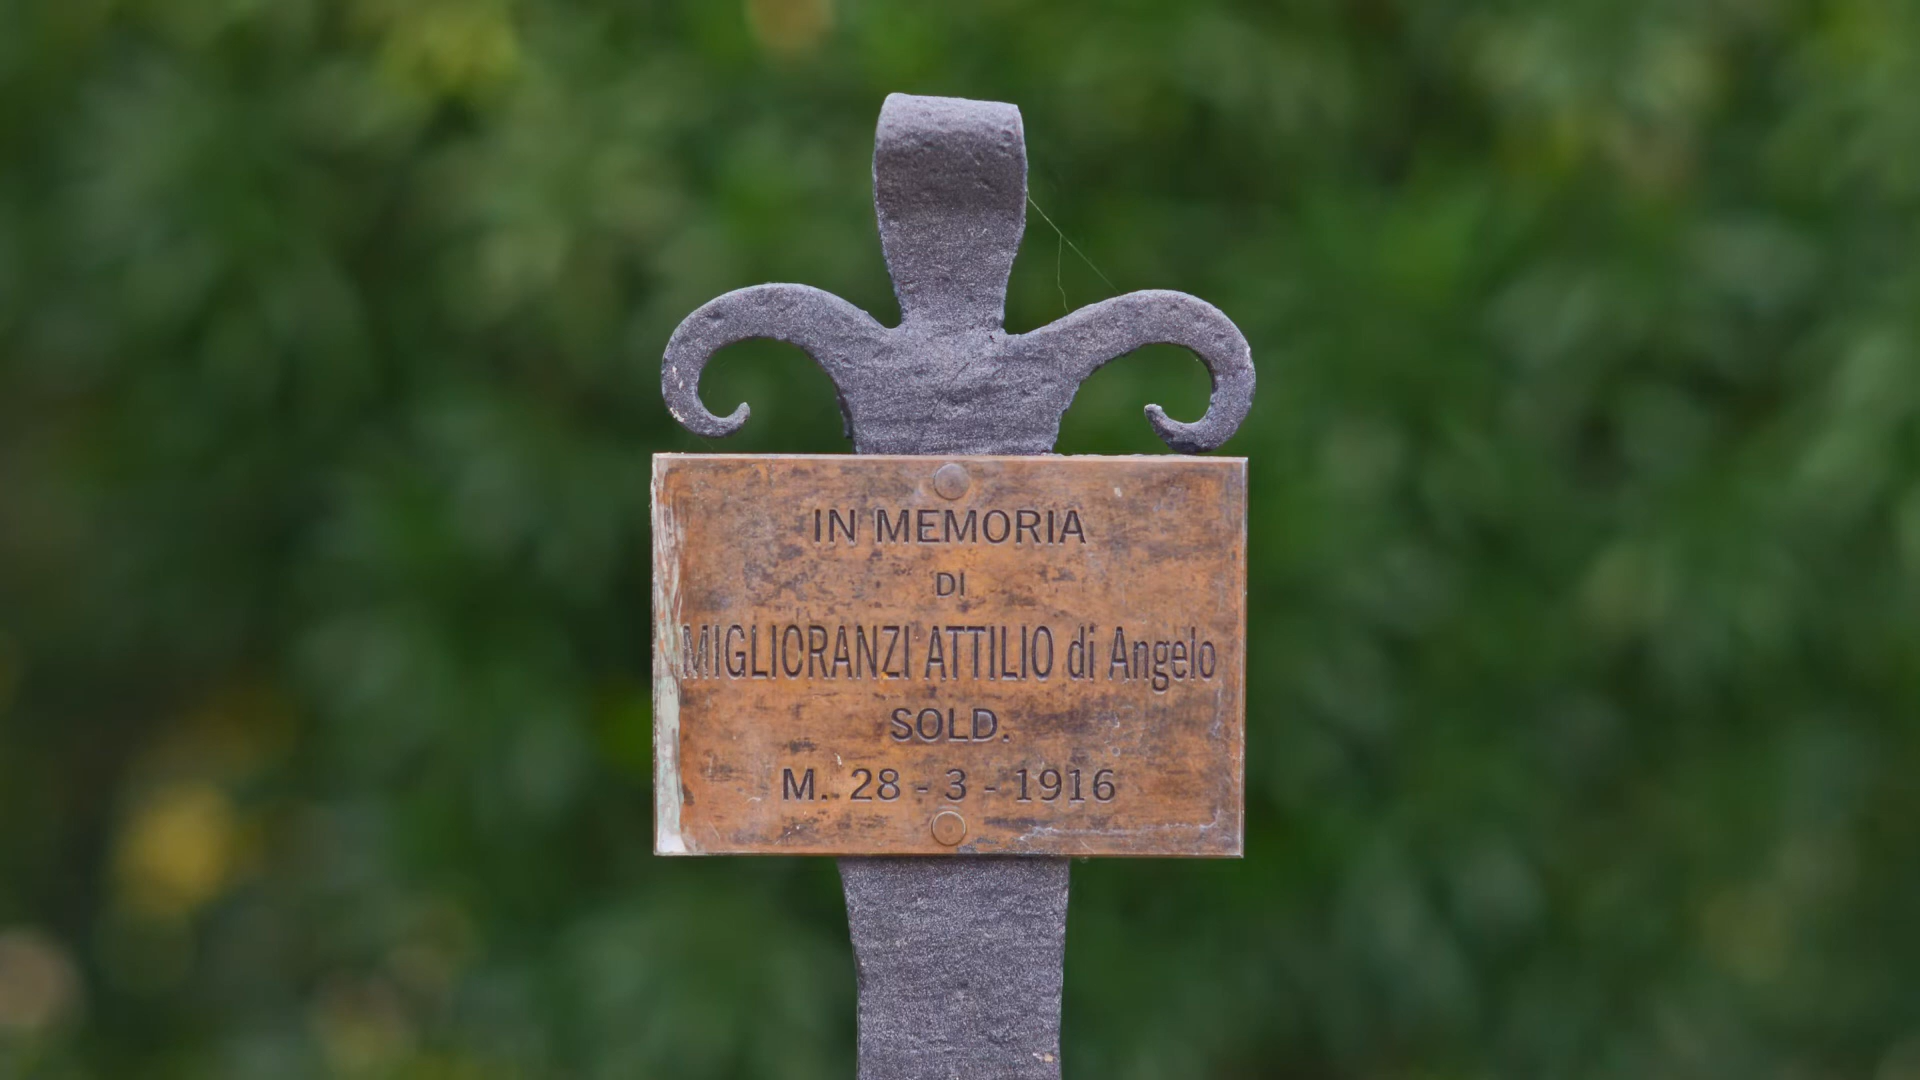 IN MEMORIA
DI
MIGLIORANZI ATTILIO di Angelo
SOLD.
M. 28 - 3 - 1916